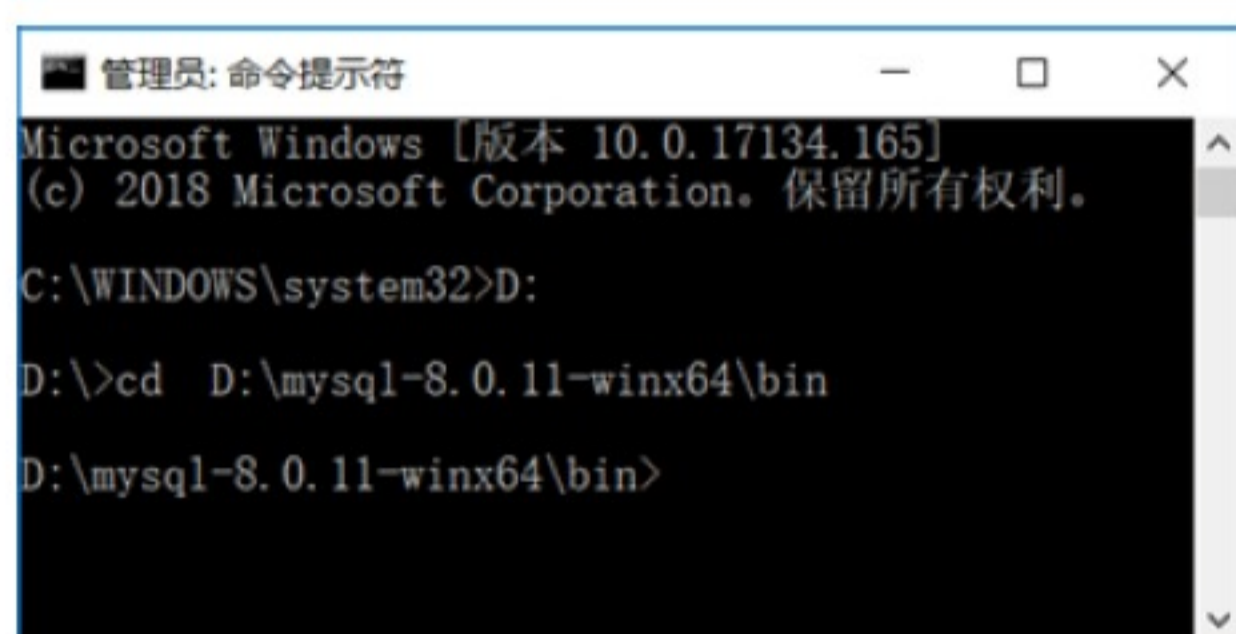 管理员: 命令提示符
Microsoft Windows [版本 10.0.17134.165]
(c) 2018 Microsoft Corporation。保留所有权利。
C:\WINDOWS\system32>D:
D:\>cd  D:\mysql-8.0.11-winx64\bin
D:\mysql-8.0.11-winx64\bin>